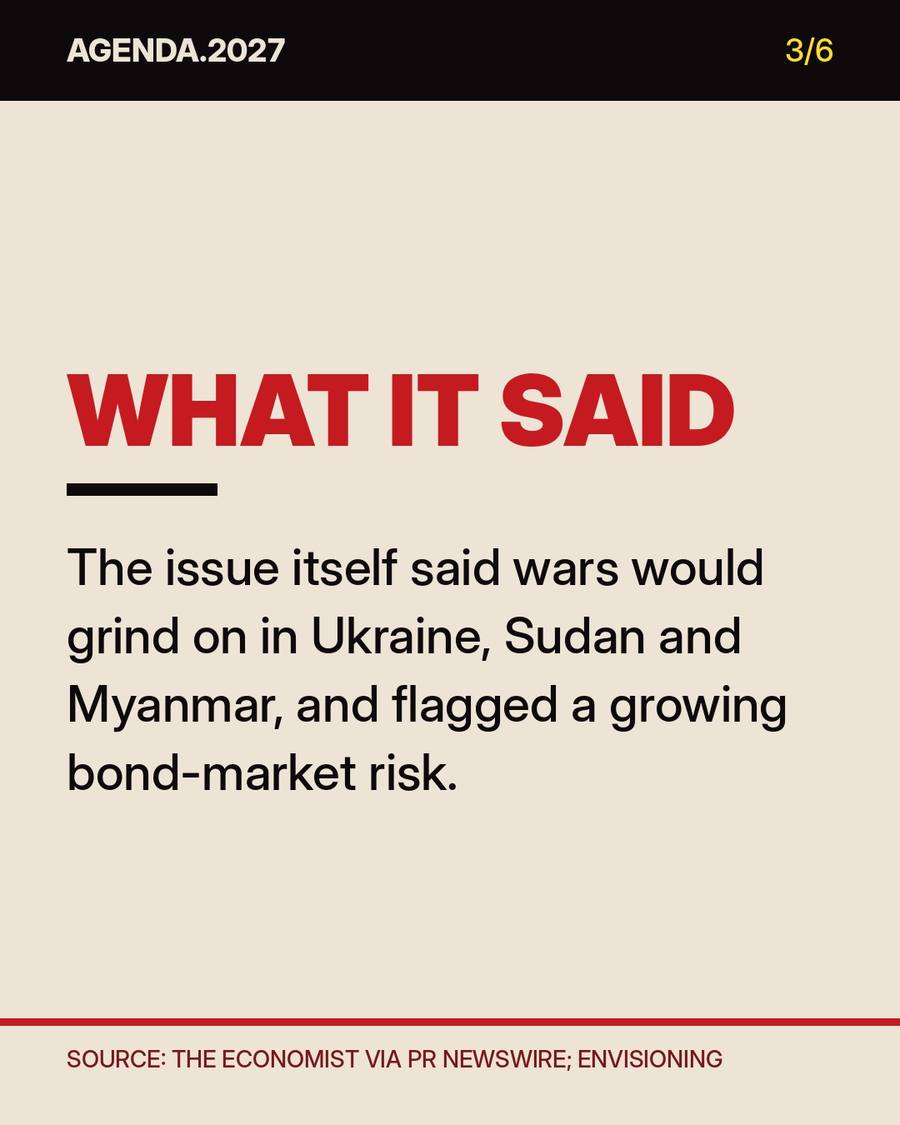 AGENDA.2027
3/6
WHAT IT SAID
The issue itself said wars would
grind on in Ukraine, Sudan and
Myanmar, and flagged a growing
bond-market risk.
SOURCE: THE ECONOMIST VIA PR NEWSWIRE; ENVISIONING